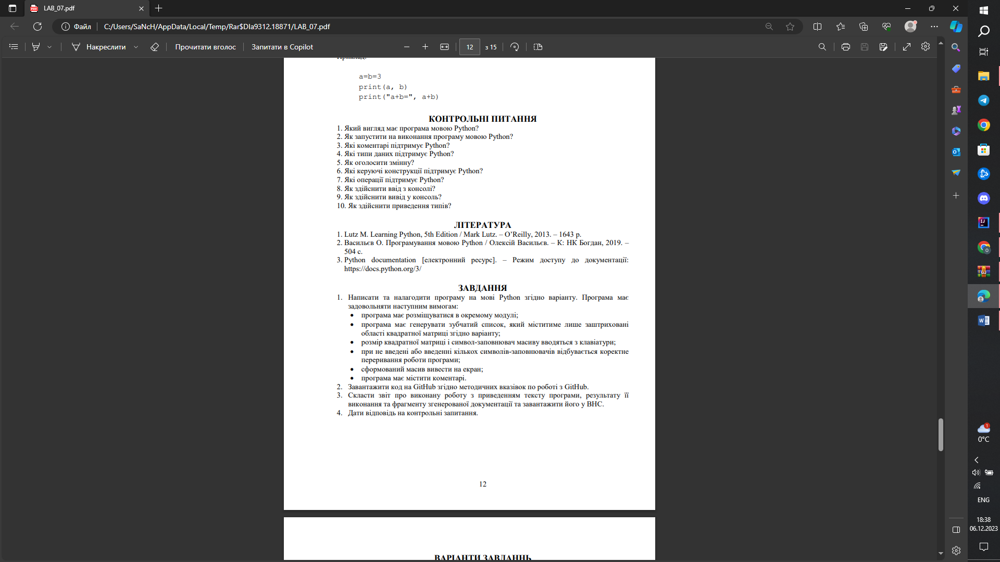 LAB_07.pdf
Файл
C:/Users/SaNcH/AppData/Local/Temp/Rar$DIa9312.18871/LAB_07.pdf
Накреслити
Прочитати вголос
Запитати в Copilot
12
з 15
a=b=3
print(a, b)
print("a+b=", a+b)
КОНТРОЛЬНІ ПИТАННЯ
1. Який вигляд має програма мовою Python?
2. Як запустити на виконання програму мовою Python?
3. Які коментарі підтримує Python?
4. Які типи даних підтримує Python?
5. Як оголосити змінну?
6. Які керуючі конструкції підтримує Python?
7. Які операції підтримує Python?
8. Як здійснити ввід з консолі?
9. Як здійснити вивід у консоль?
10. Як здійснити приведення типів?
ЛІТЕРАТУРА
1. Lutz M. Learning Python, 5th Edition / Mark Lutz. – O’Reilly, 2013. – 1643 p.
2. Васильєв О. Програмування мовою Python / Олексій Васильєв. – К: НК Богдан, 2019. –
504 с.
3. Python documentation [електронний ресурс]. – Режим доступу до документації:
https://docs.python.org/3/
ЗАВДАННЯ
1. Написати та налагодити програму на мові Python згідно варіанту. Програма має
задовольняти наступним вимогам:
• програма має розміщуватися в окремому модулі;
• програма має генерувати зубчатий список, який міститиме лише заштриховані
області квадратної матриці згідно варіанту;
• розмір квадратної матриці і символ-заповнювач масиву вводяться з клавіатури;
• при не введені або введенні кількох символів-заповнювачів відбувається коректне
переривання роботи програми;
• сформований масив вивести на екран;
• програма має містити коментарі.
2. Завантажити код на GitHub згідно методичних вказівок по роботі з GitHub.
3. Скласти звіт про виконану роботу з приведенням тексту програми, результату її
виконання та фрагменту згенерованої документації та завантажити його у ВНС.
4. Дати відповідь на контрольні запитання.
12
ВАРІАНТИ ЗАВДАННЬ
1
0°C
ENG
18:38
06.12.2023